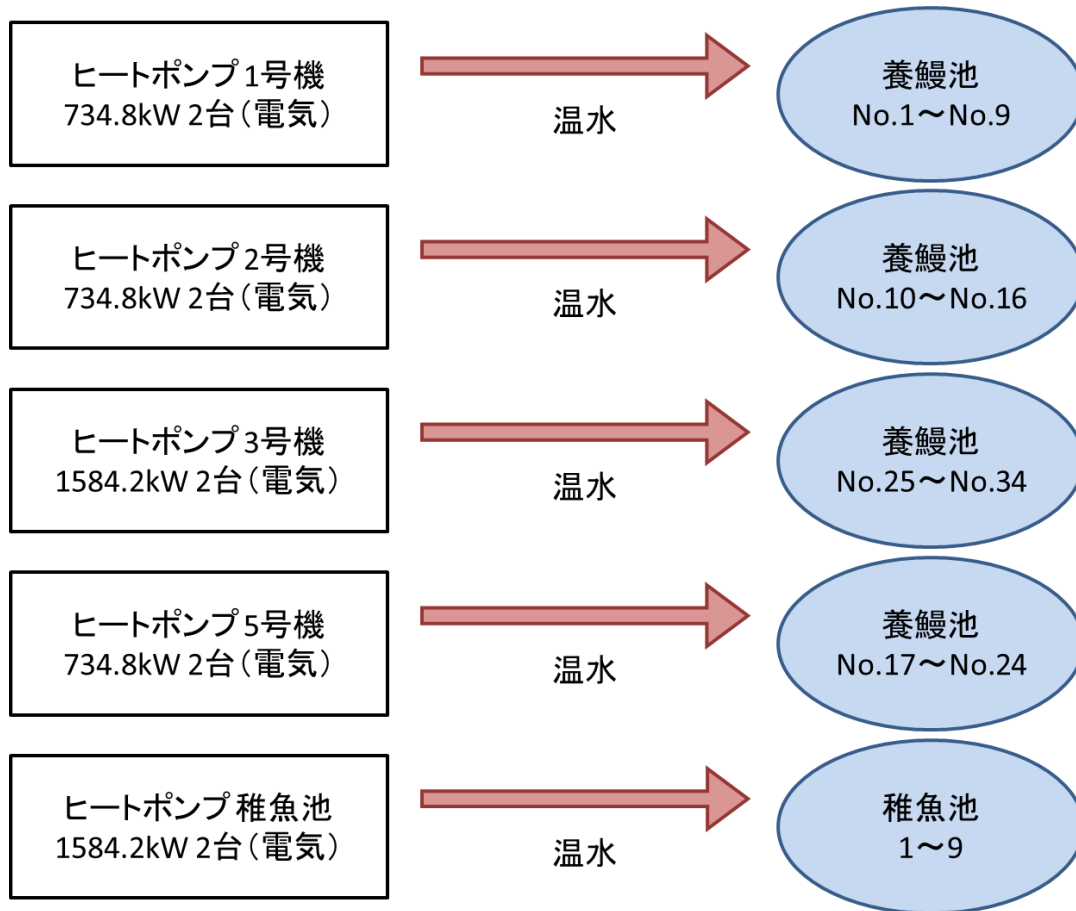 ヒートポンプ 1号機
734.8kW 2台（電気）
温水
養鰻池
No.1～No.9
ヒートポンプ 2号機
734.8kW 2台（電気）
温水
養鰻池
No.10～No.16
ヒートポンプ 3号機
1584.2kW 2台（電気）
温水
養鰻池
No.25～No.34
ヒートポンプ 5号機
734.8kW 2台（電気）
温水
養鰻池
No.17～No.24
ヒートポンプ 稚魚池
1584.2kW 2台（電気）
温水
稚魚池
1～9